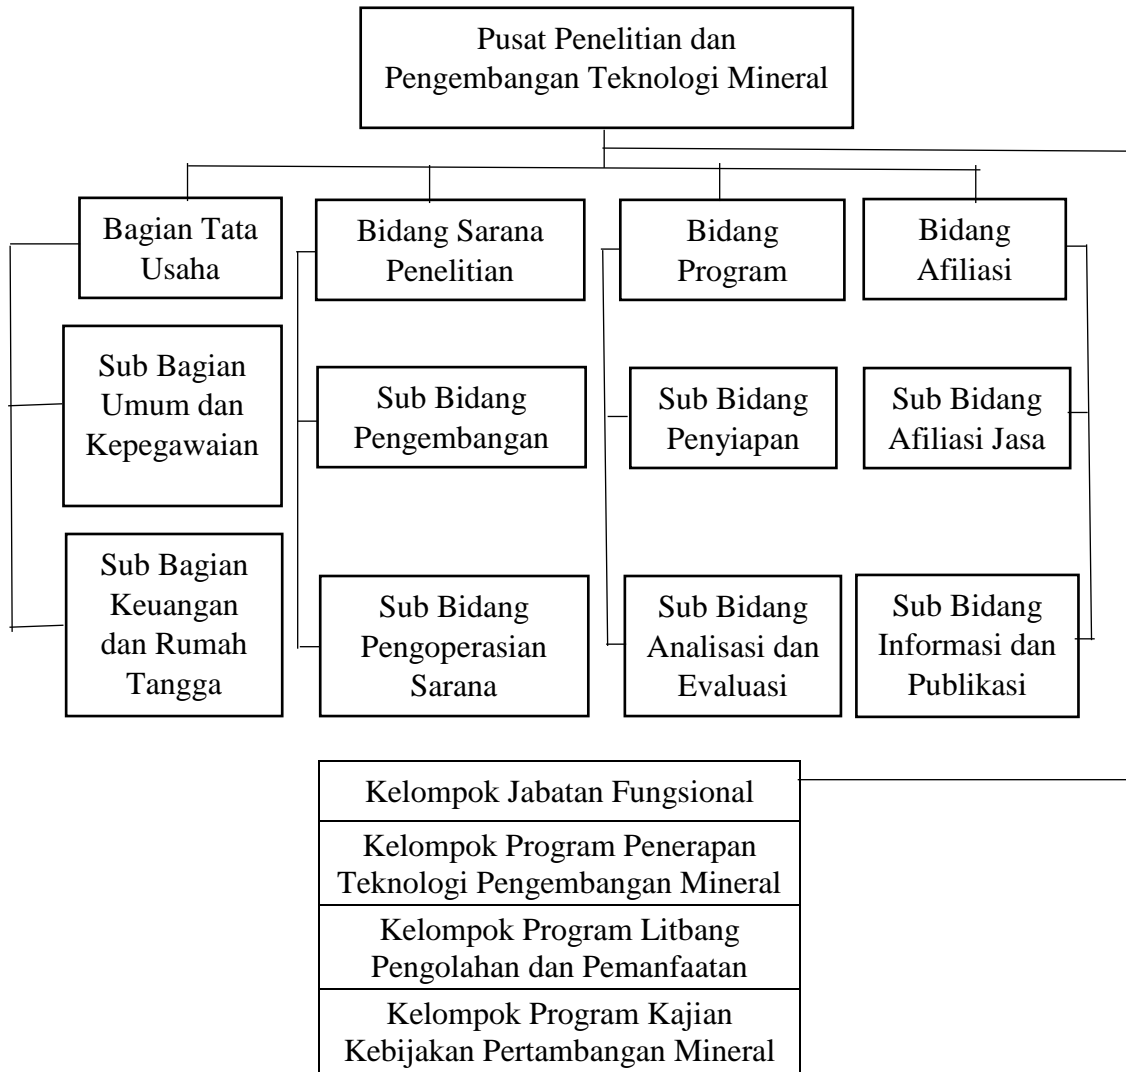 Pusat Penelitian dan
Pengembangan Teknologi Mineral
Bagian Tata
Usaha
Bidang Sarana
Penelitian
Bidang
Program
Bidang
Afiliasi
Sub Bagian
Umum dan
Kepegawaian
Sub Bidang
Pengembangan
Sub Bidang
Penyiapan
Sub Bidang
Afiliasi Jasa
Sub Bagian
Keuangan
dan Rumah
Tangga
Sub Bidang
Pengoperasian
Sarana
Sub Bidang
Analisasi dan
Evaluasi
Sub Bidang
Informasi dan
Publikasi
Kelompok Jabatan Fungsional
Kelompok Program Penerapan
Teknologi Pengembangan Mineral
Kelompok Program Litbang
Pengolahan dan Pemanfaatan
Kelompok Program Kajian
Kebijakan Pertambangan Mineral